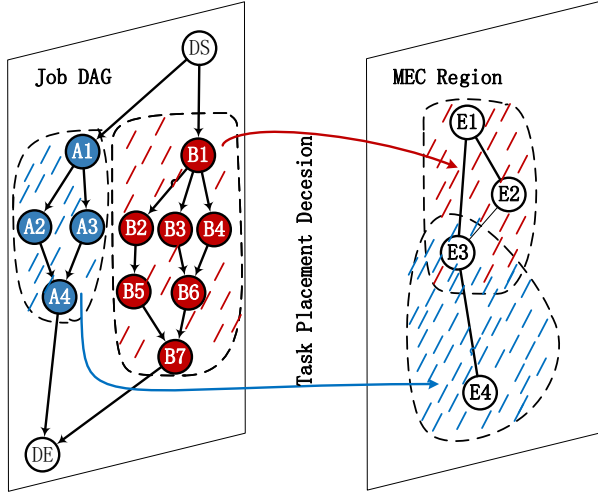 DS
Job DAG
MEC Region
A1
B1
E1
E2
A2
A3
B2
B3
B4
E3
A4
B5
B6
B7
E4
DE
Task Placement Decesion